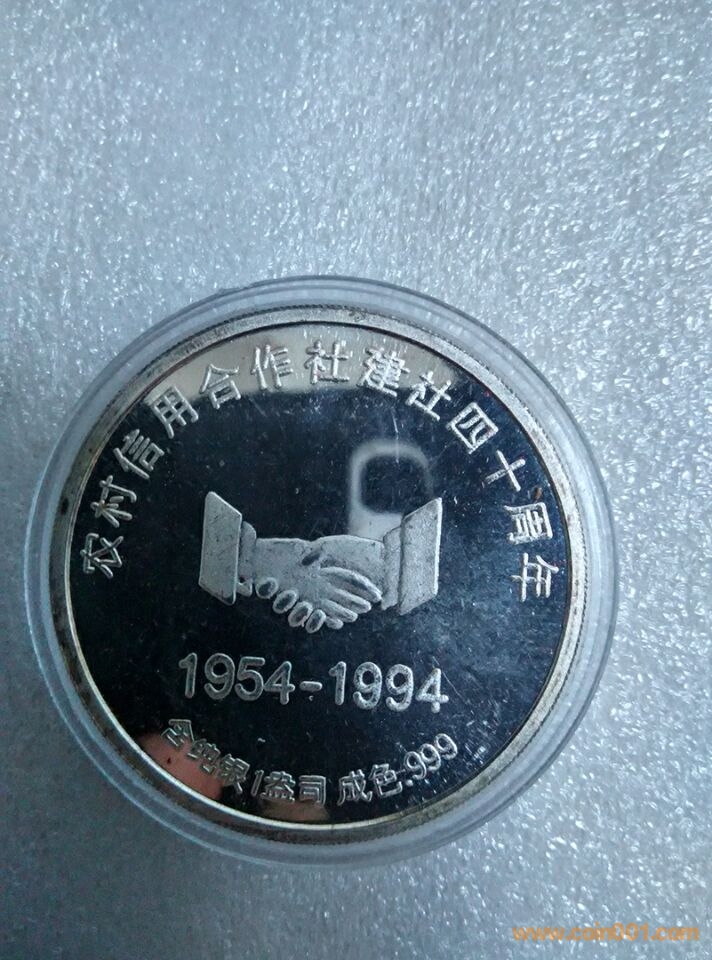 农村信用合作社建社四十周年
1954-1994
含纯银1盎司 成色:999
www.coin001.com